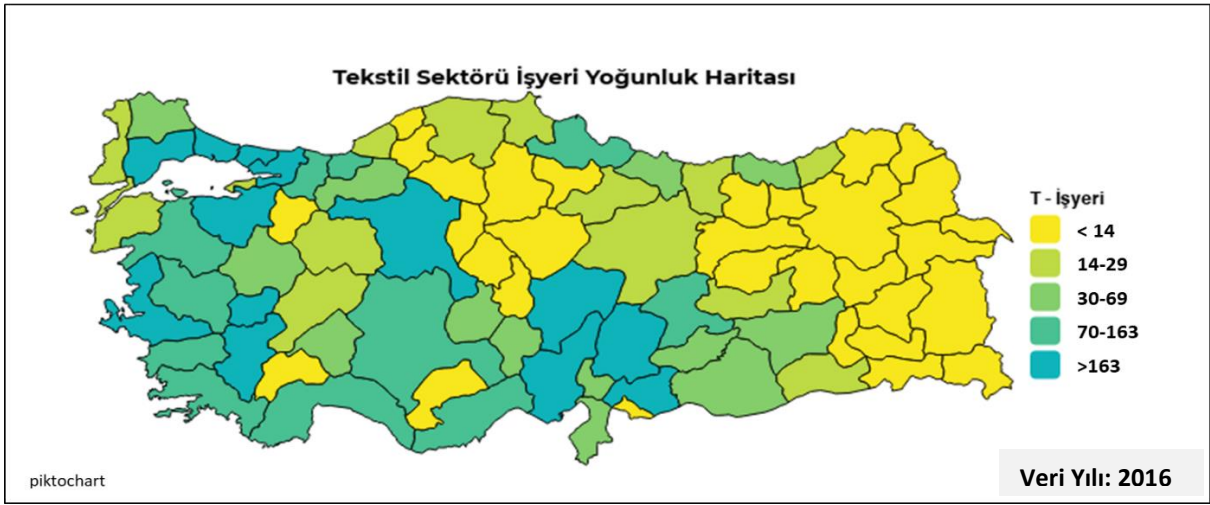 Tekstil Sektörü İşyeri Yoğunluk Haritası
T - İşyeri
< 14
14-29
30-69
70-163
>163
piktochart
Veri Yılı: 2016